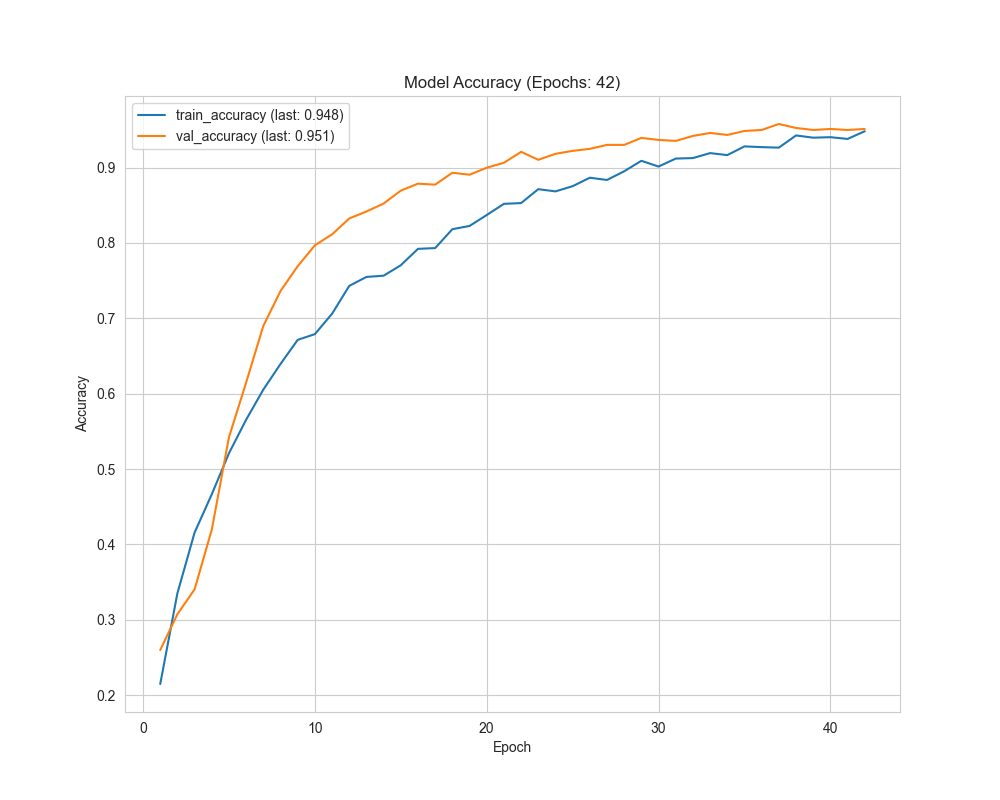 Model Accuracy (Epochs: 42)
train_accuracy (last: 0.948)
val_accuracy (last: 0.951)
0.9
0.8
0.7
0.6
0.5
0.4
0.3
0.2
Accuracy
0 10 20 30 40
Epoch